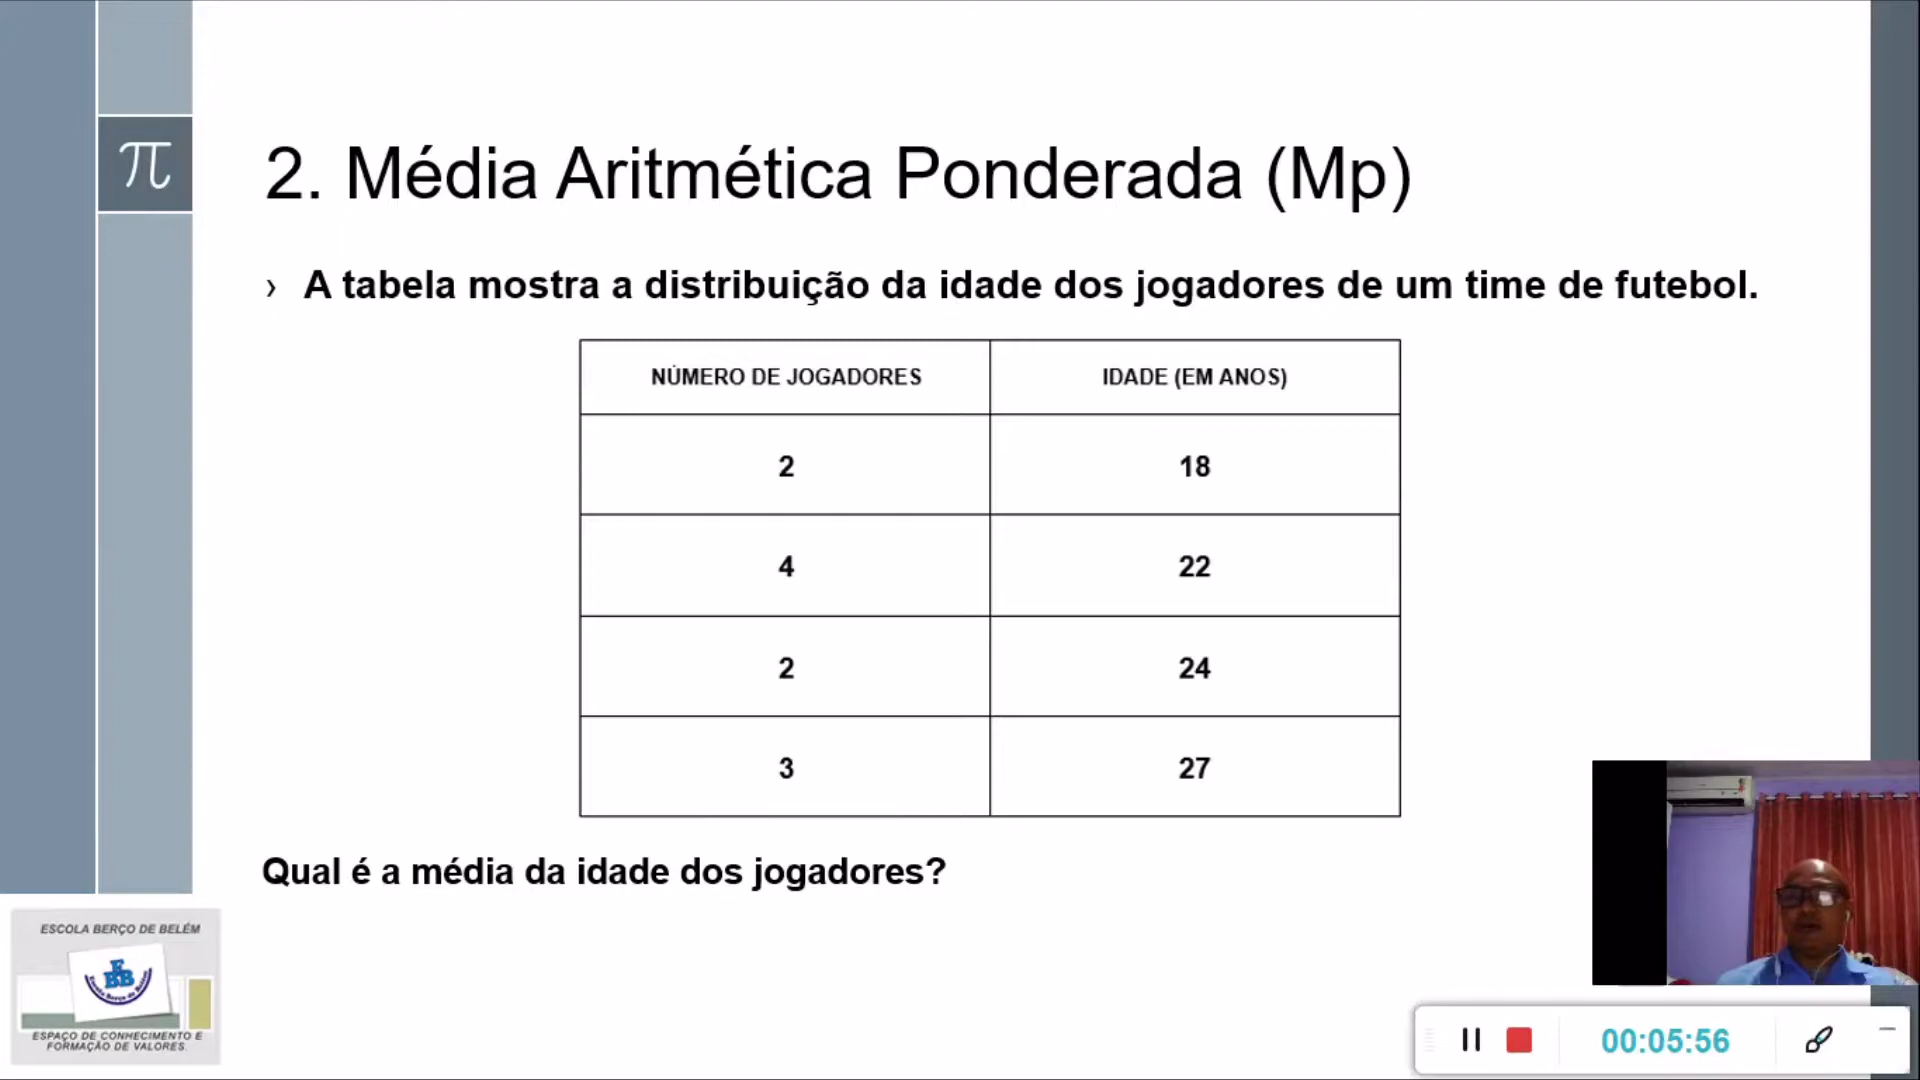 π
2. Média Aritmética Ponderada (Mp)
› A tabela mostra a distribuição da idade dos jogadores de um time de futebol.
NÚMERO DE JOGADORES IDADE (EM ANOS)
2 18
4 22
2 24
3 27
Qual é a média da idade dos jogadores?
ESCOLA BERÇO DE BELÉM
EBB
ESPAÇO DE CONHECIMENTO E
FORMAÇÃO DE VALORES.
00:05:56